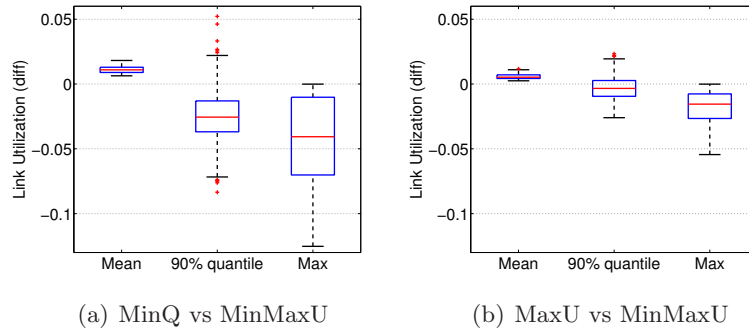 0.05
0
−0.05
−0.1
Link Utilization (diff)
Mean 90% quantile Max
(a) MinQ vs MinMaxU
0.05
0
−0.05
−0.1
Link Utilization (diff)
Mean 90% quantile Max
(b) MaxU vs MinMaxU